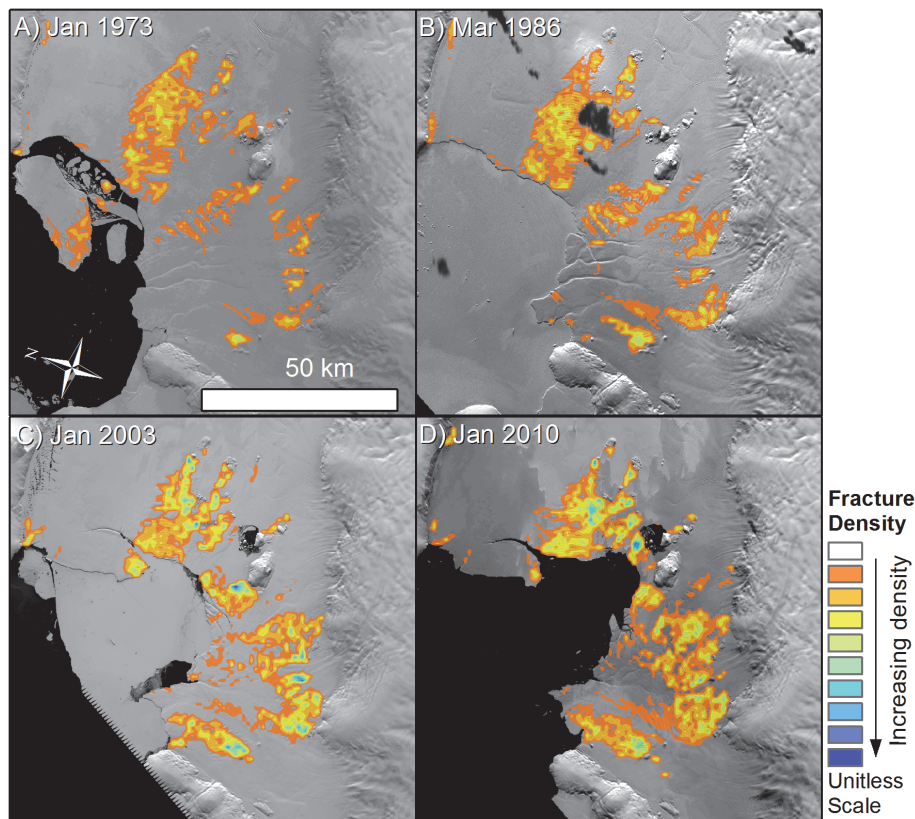 A) Jan 1973
B) Mar 1986
N
50 km
C) Jan 2003
D) Jan 2010
Fracture
Density
Increasing density
Unitless
Scale